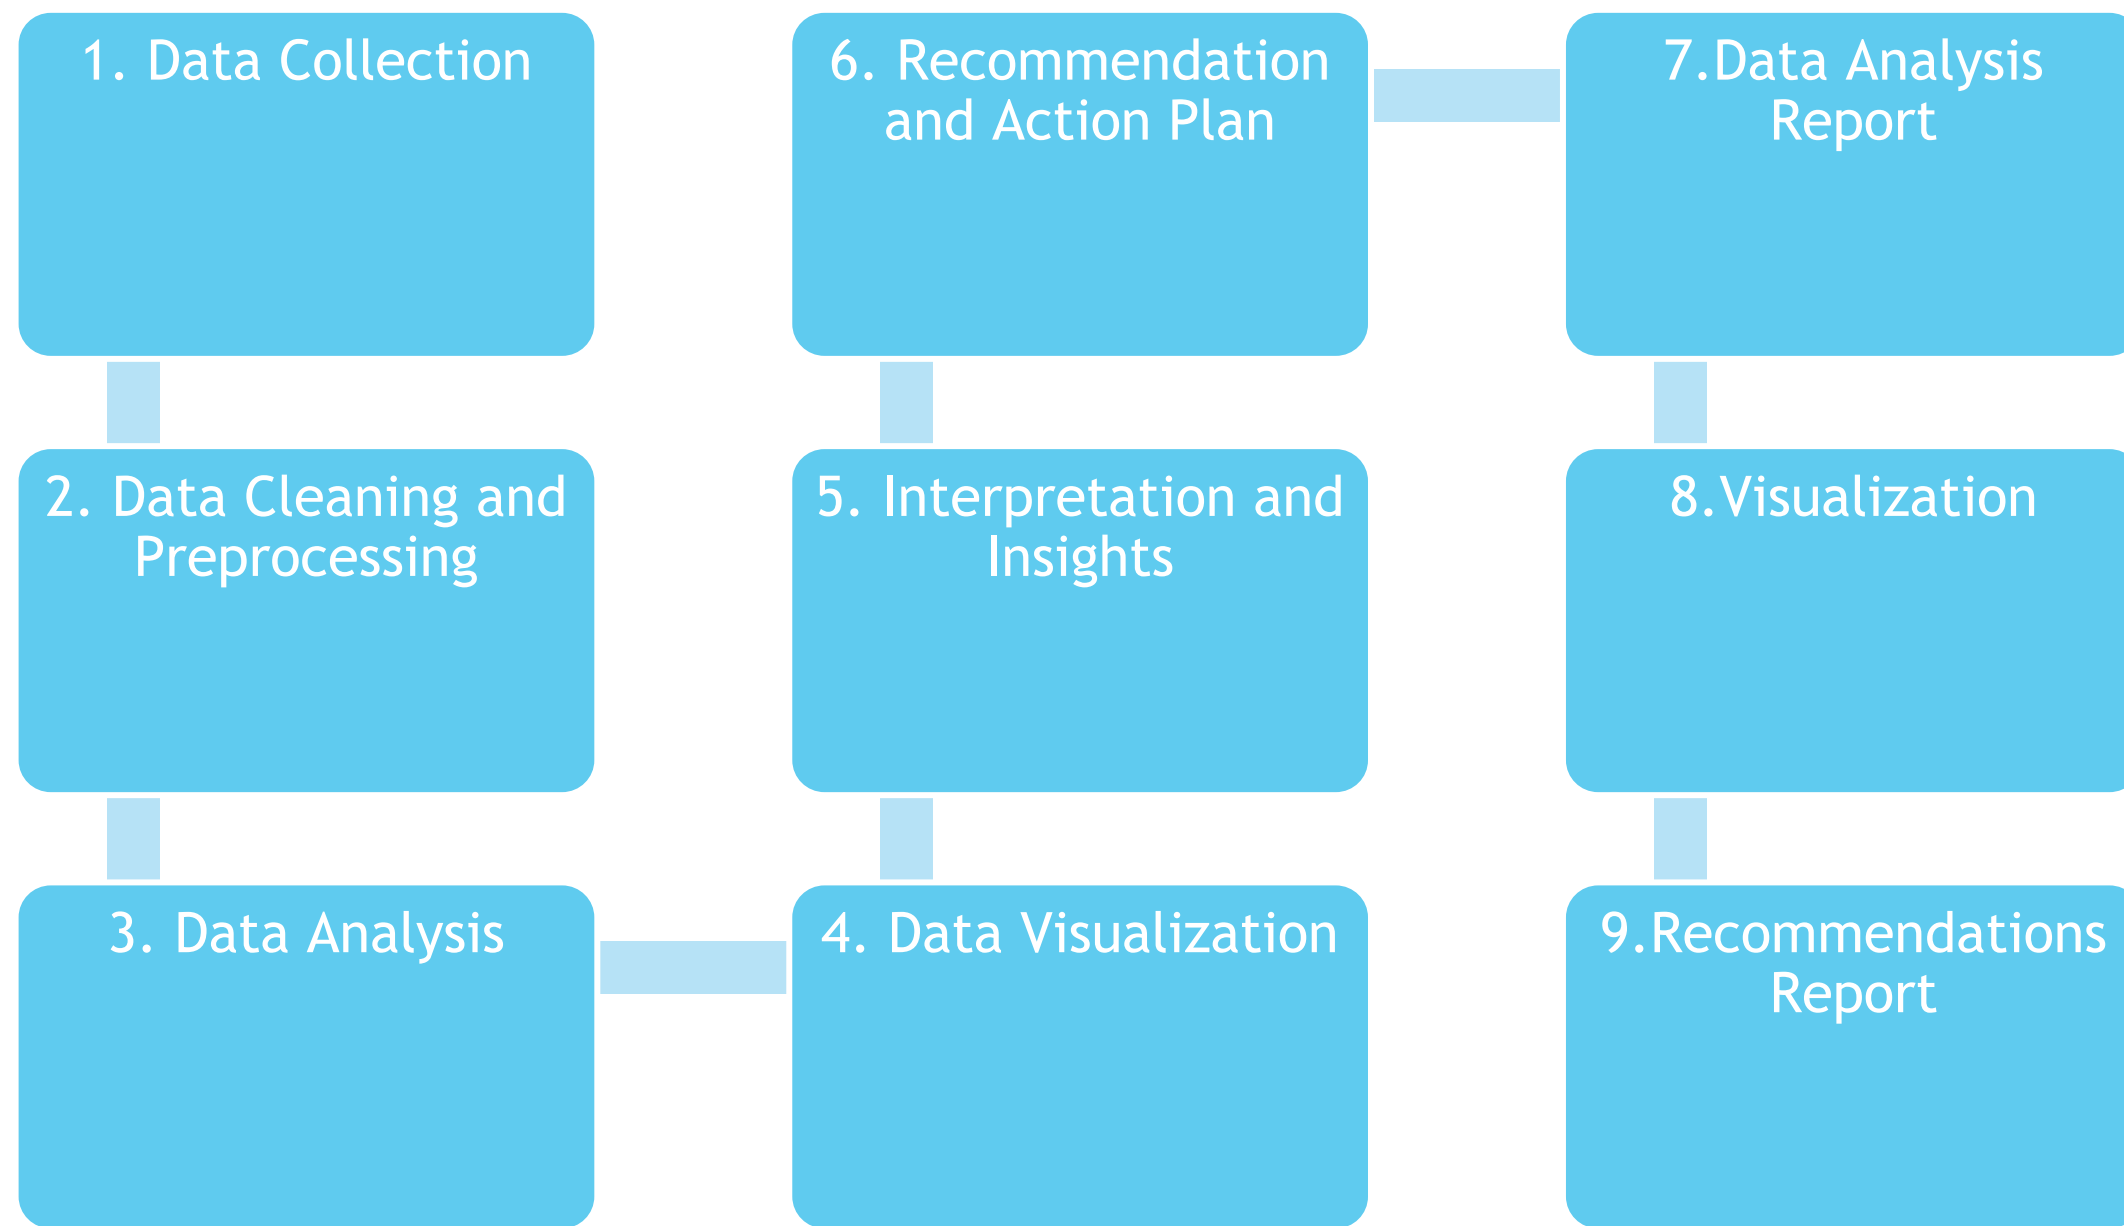 1. Data Collection
2. Data Cleaning and
Preprocessing
3. Data Analysis
4. Data Visualization
5. Interpretation and
Insights
6. Recommendation
and Action Plan
7.Data Analysis
Report
8.Visualization
9.Recommendations
Report